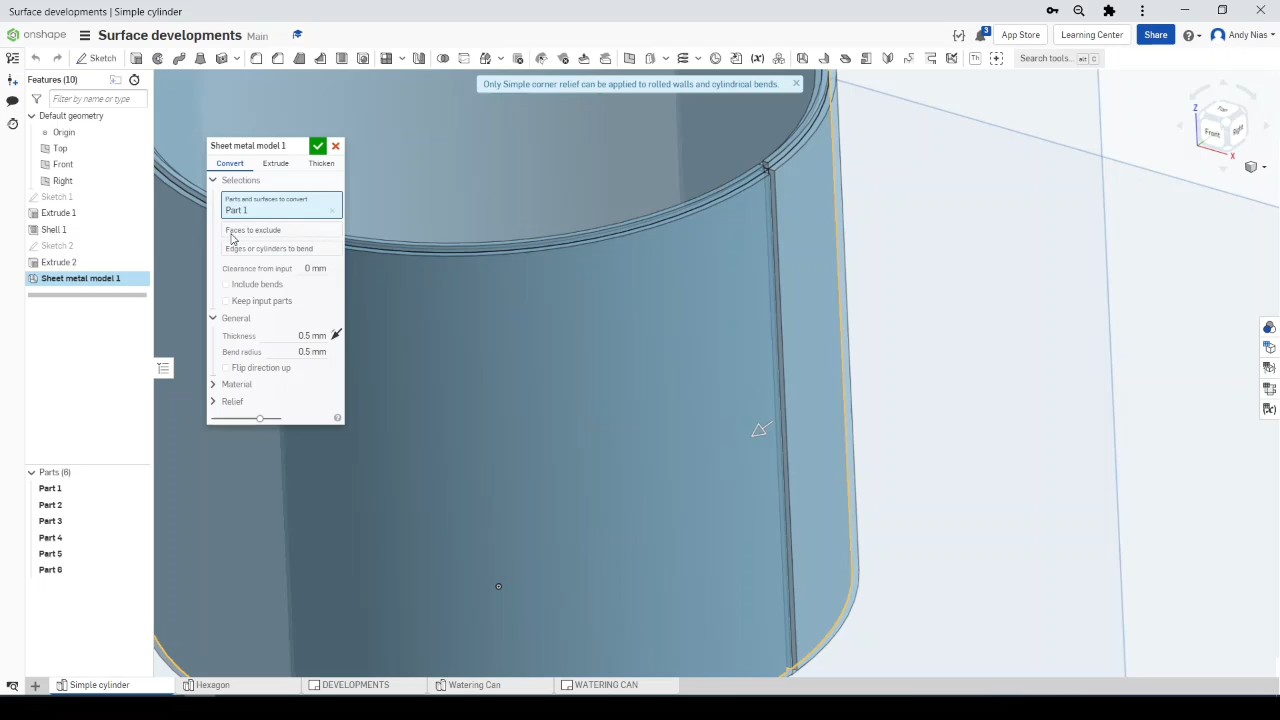 Surface developments | Simple cylinder
onshape
Surface developments Main
3
App Store
Learning Center
Share
Andy Nias
Sketch
Search tools...
alt C
Features (10)
Filter by name or type
Default geometry
Origin
Top
Front
Right
Sketch 1
Extrude 1
Shell 1
Sketch 2
Extrude 2
Sheet metal model 1
Parts (6)
Part 1
Part 2
Part 3
Part 4
Part 5
Part 6
Only Simple corner relief can be applied to rolled walls and cylindrical bends.
Sheet metal model 1
Convert Extrude Thicken
Selections
Parts and surfaces to convert
Part 1
Faces to exclude
Edges or cylinders to bend
Clearance from input 0 mm
Include bends
Keep input parts
General
Thickness 0.5 mm
Bend radius 0.5 mm
Flip direction up
Material
Relief
Z
Top
Front
Right
X
Simple cylinder
Hexagon
DEVELOPMENTS
Watering Can
WATERING CAN